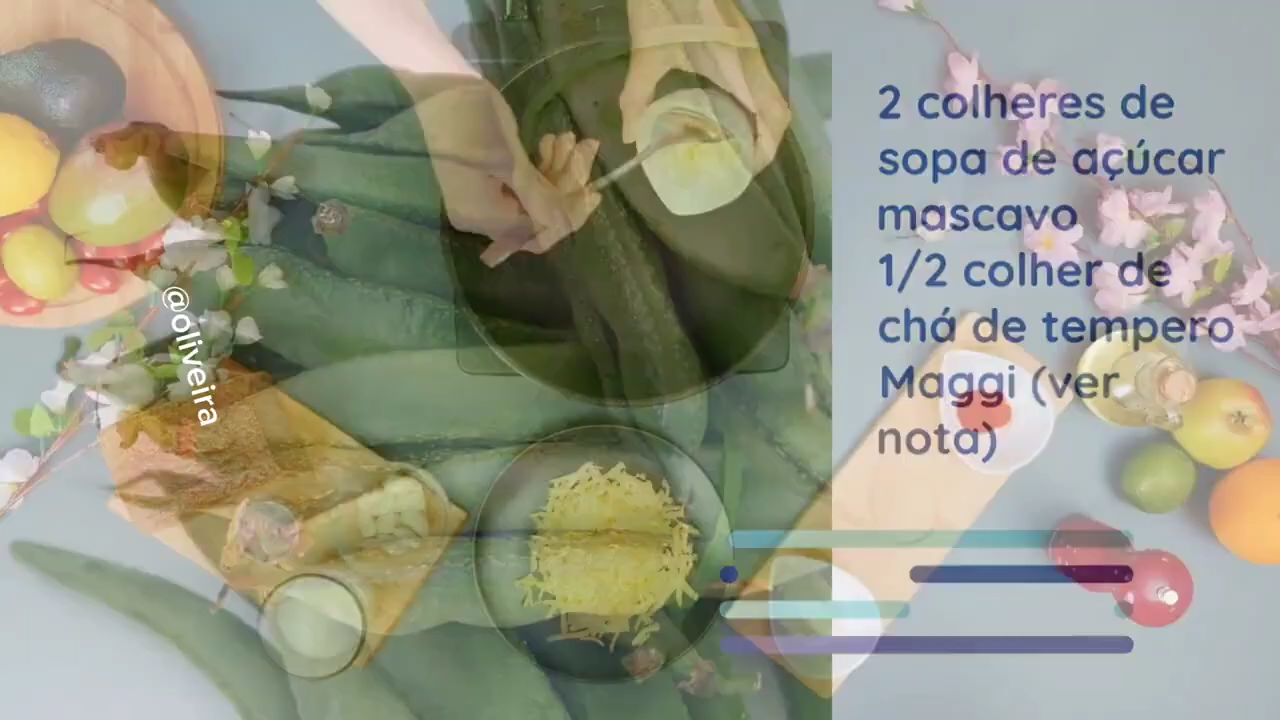 2 colheres de
sopa de açúcar
mascavo
1/2 colher de
chá de tempero
Maggi (ver
nota)
@oliveira